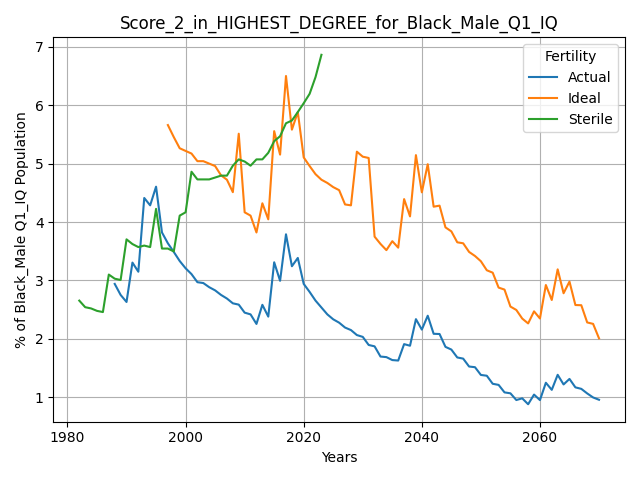 Score_2_in_HIGHEST_DEGREE_for_Black_Male_Q1_IQ
Fertility
Actual
Ideal
Sterile
% of Black_Male Q1_IQ Population
7
6
5
4
3
2
1
1980
2000
2020
2040
2060
Years